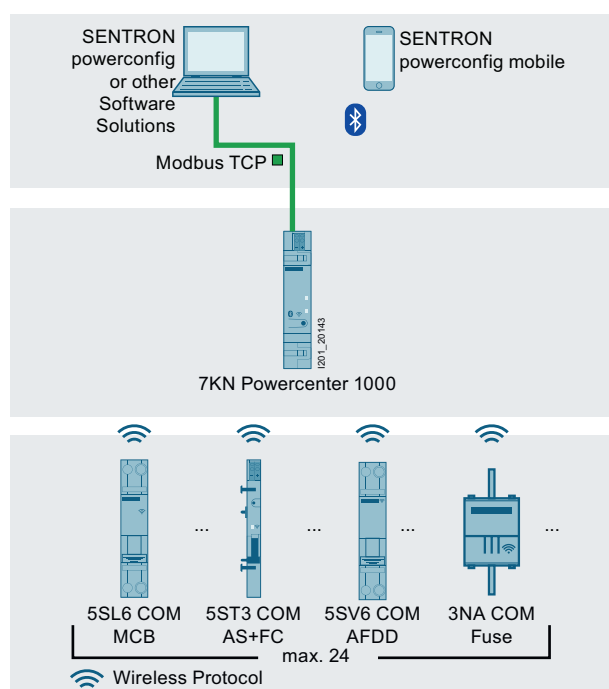 SENTRON
powerconfig
or other
Software
Solutions
SENTRON
powerconfig mobile
Modbus TCP
I201_20143
7KN Powercenter 1000
... ... ... ...
5SL6 COM
MCB
5ST3 COM
AS+FC
5SV6 COM
AFDD
3NA COM
Fuse
max. 24
Wireless Protocol